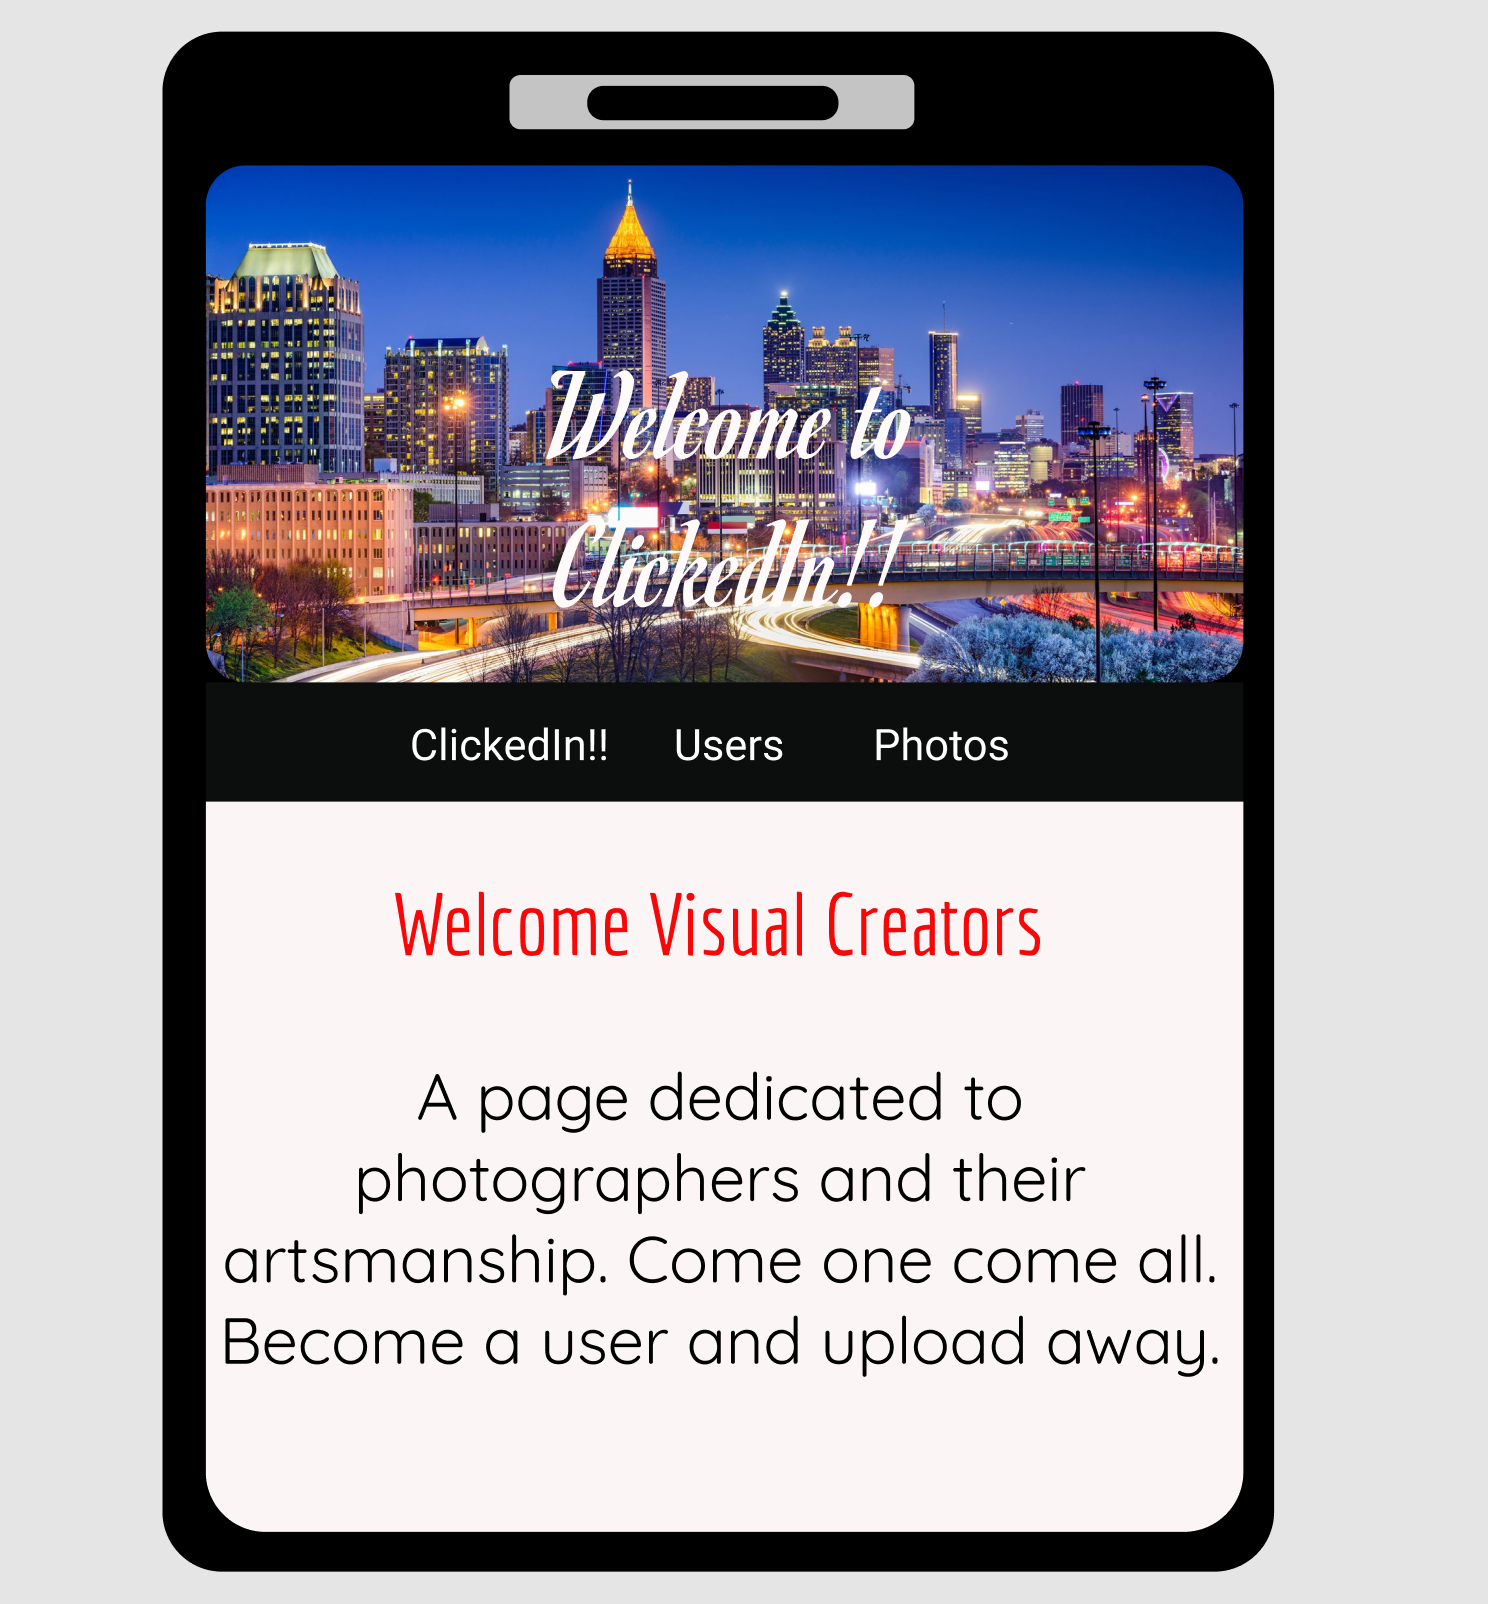 Welcome to
ClickedIn!!
ClickedIn!! Users Photos
Welcome Visual Creators
A page dedicated to
photographers and their
artsmanship. Come one come all.
Become a user and upload away.